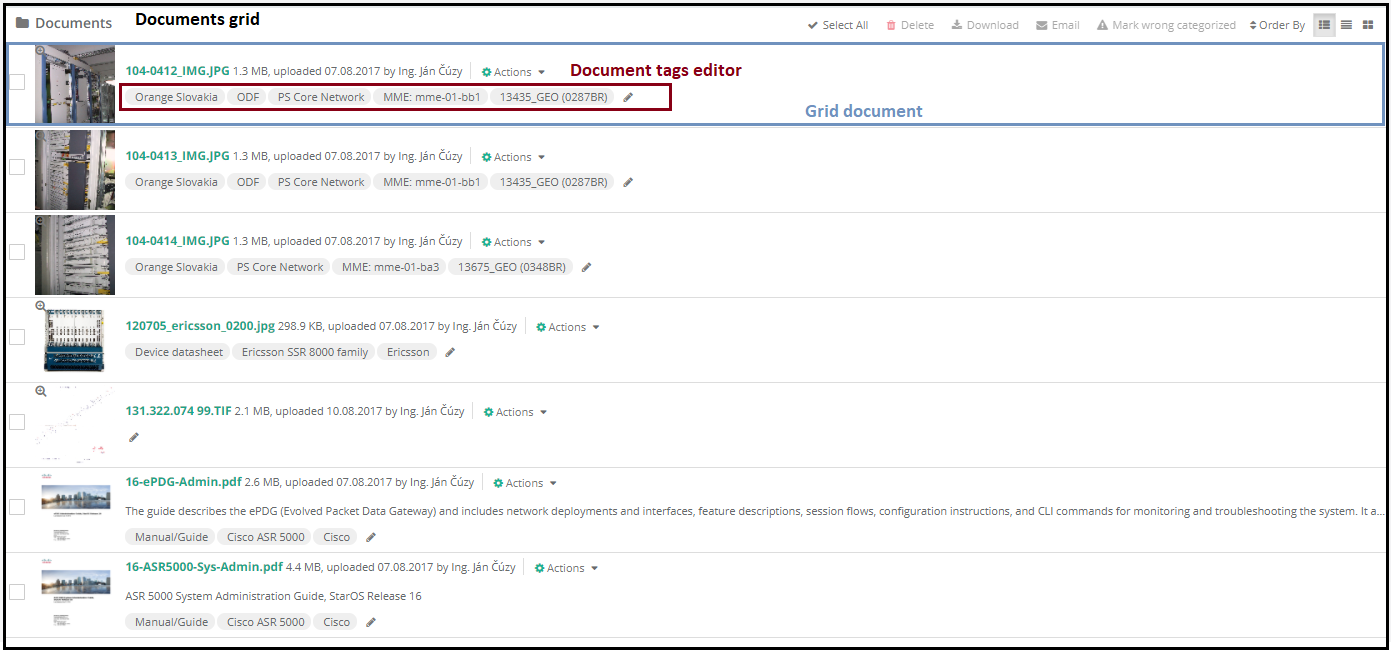 Documents Documents grid
Select All Delete Download Email Mark wrong categorized Order By
104-0412_IMG.JPG 1.3 MB, uploaded 07.08.2017 by Ing. Ján Čúzy Actions Document tags editor
Orange Slovakia ODF PS Core Network MME: mme-01-bb1 13435_GEO (0287BR)
Grid document
104-0413_IMG.JPG 1.3 MB, uploaded 07.08.2017 by Ing. Ján Čúzy Actions
Orange Slovakia ODF PS Core Network MME: mme-01-bb1 13435_GEO (0287BR)
104-0414_IMG.JPG 1.3 MB, uploaded 07.08.2017 by Ing. Ján Čúzy Actions
Orange Slovakia PS Core Network MME: mme-01-ba3 13675_GEO (0348BR)
120705_ericsson_0200.jpg 298.9 KB, uploaded 07.08.2017 by Ing. Ján Čúzy Actions
Device datasheet Ericsson SSR 8000 family Ericsson
131.322.074 99.TIF 2.1 MB, uploaded 10.08.2017 by Ing. Ján Čúzy Actions
16-ePDG-Admin.pdf 2.6 MB, uploaded 07.08.2017 by Ing. Ján Čúzy Actions
The guide describes the ePDG (Evolved Packet Data Gateway) and includes network deployments and interfaces, feature descriptions, session flows, configuration instructions, and CLI commands for monitoring and troubleshooting the system. It a...
Manual/Guide Cisco ASR 5000 Cisco
16-ASR5000-Sys-Admin.pdf 4.4 MB, uploaded 07.08.2017 by Ing. Ján Čúzy Actions
ASR 5000 System Administration Guide, StarOS Release 16
Manual/Guide Cisco ASR 5000 Cisco